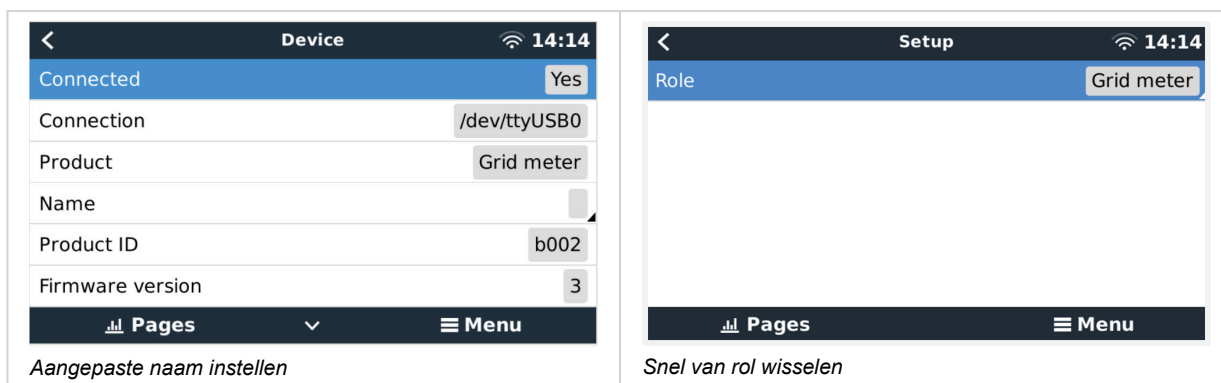 Device 14:14
Connected Yes
Connection /dev/ttyUSB0
Product Grid meter
Name
Product ID b002
Firmware version 3
Pages Menu
Aangepaste naam instellen
Setup 14:14
Role Grid meter
Pages Menu
Snel van rol wisselen